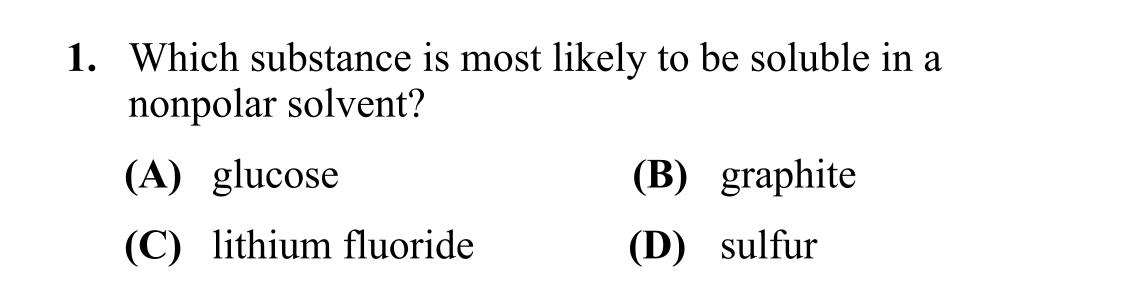 1. Which substance is most likely to be soluble in a
nonpolar solvent?
(A) glucose (B) graphite
(C) lithium fluoride (D) sulfur